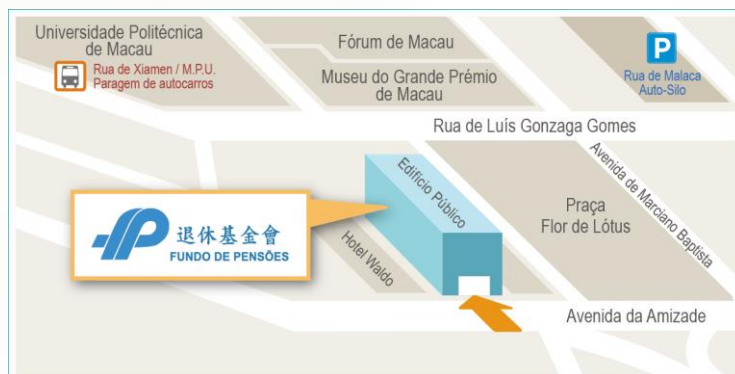 Universidade Politécnica
de Macau
Rua de Xiamen / M.P.U.
Paragem de autocarros
Fórum de Macau
Museu do Grande Prémio
de Macau
P
Rua de Malaca
Auto-Silo
Rua de Luís Gonzaga Gomes
Avenida de Marciano Baptista
Edifício Público
Praça
Flor de Lótus
退休基金會
FUNDO DE PENSÕES
Hotel Waldo
Avenida da Amizade